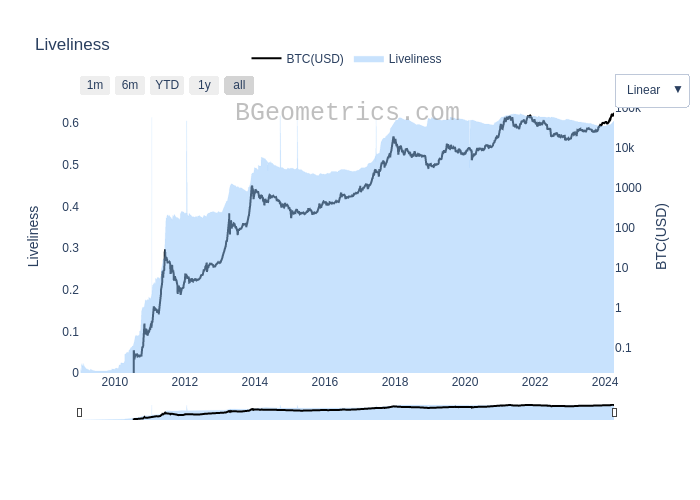 Liveliness
BTC(USD) Liveliness
1m 6m YTD 1y all
Linear ▼
BGeometrics.com
0.6
0.5
0.4
0.3
0.2
0.1
0
Liveliness
100k
10k
1000
100
10
1
0.1
BTC(USD)
2010 2012 2014 2016 2018 2020 2022 2024